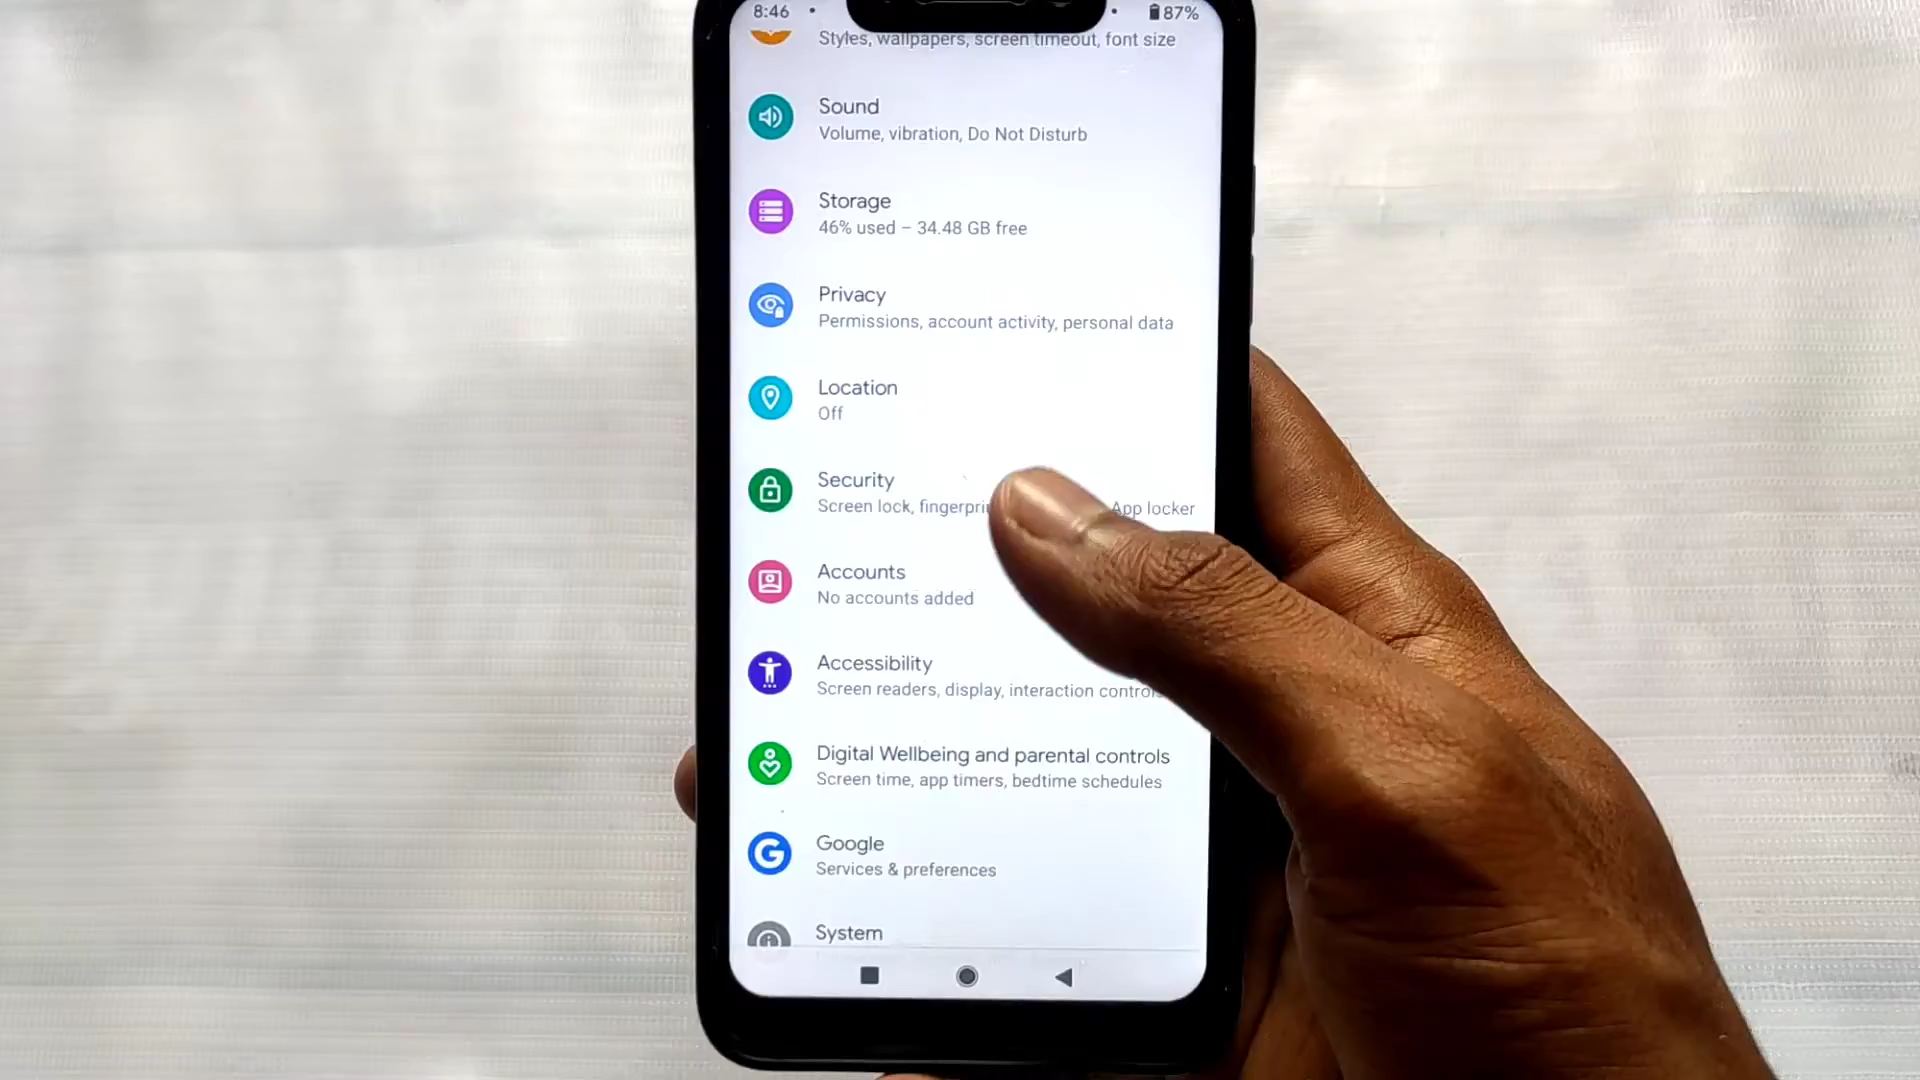 8:46
87%
Styles, wallpapers, screen timeout, font size
Sound
Volume, vibration, Do Not Disturb
Storage
46% used – 34.48 GB free
Privacy
Permissions, account activity, personal data
Location
Off
Security
Screen lock, App locker
Accounts
No accounts added
Accessibility
Screen readers, display, interaction controls
Digital Wellbeing and parental controls
Screen time, app timers, bedtime schedules
Google
Services & preferences
System